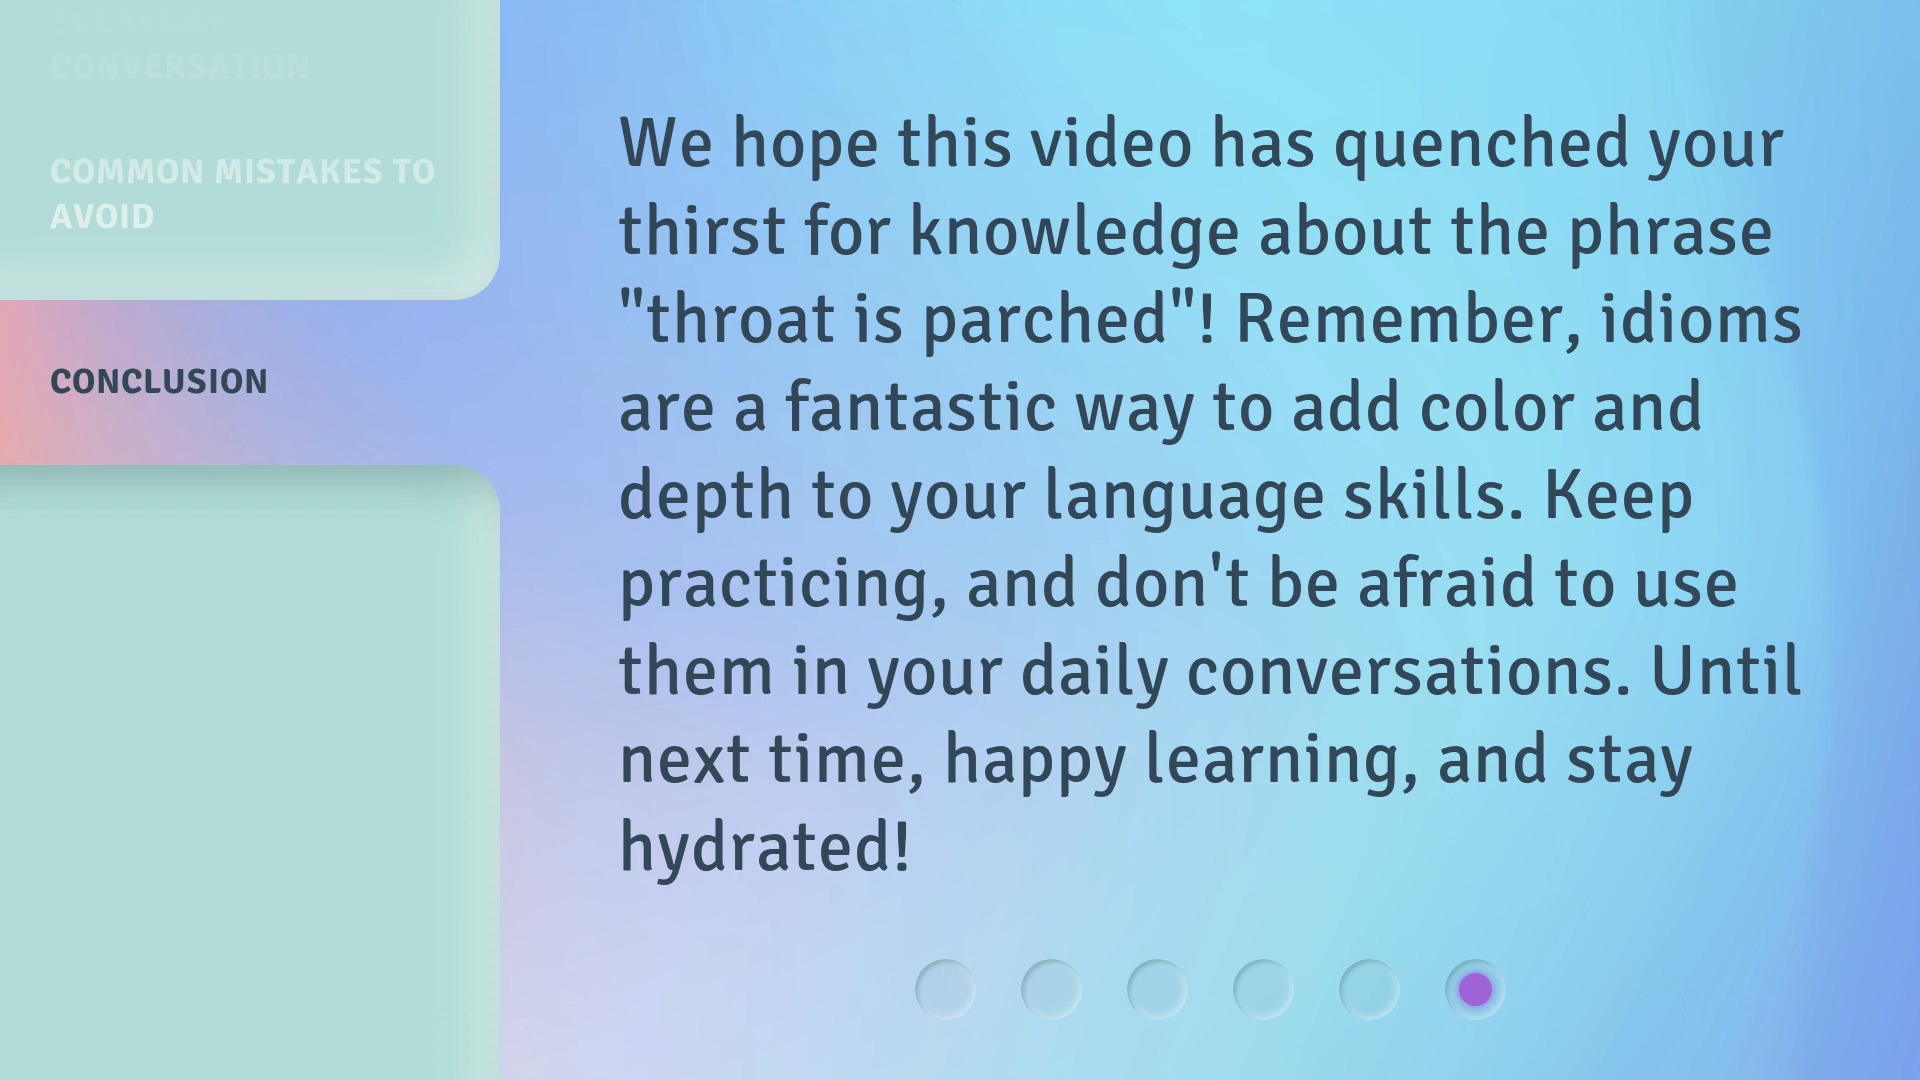 CONVERSATION
COMMON MISTAKES TO
AVOID
CONCLUSION
We hope this video has quenched your
thirst for knowledge about the phrase
"throat is parched"! Remember, idioms
are a fantastic way to add color and
depth to your language skills. Keep
practicing, and don't be afraid to use
them in your daily conversations. Until
next time, happy learning, and stay
hydrated!